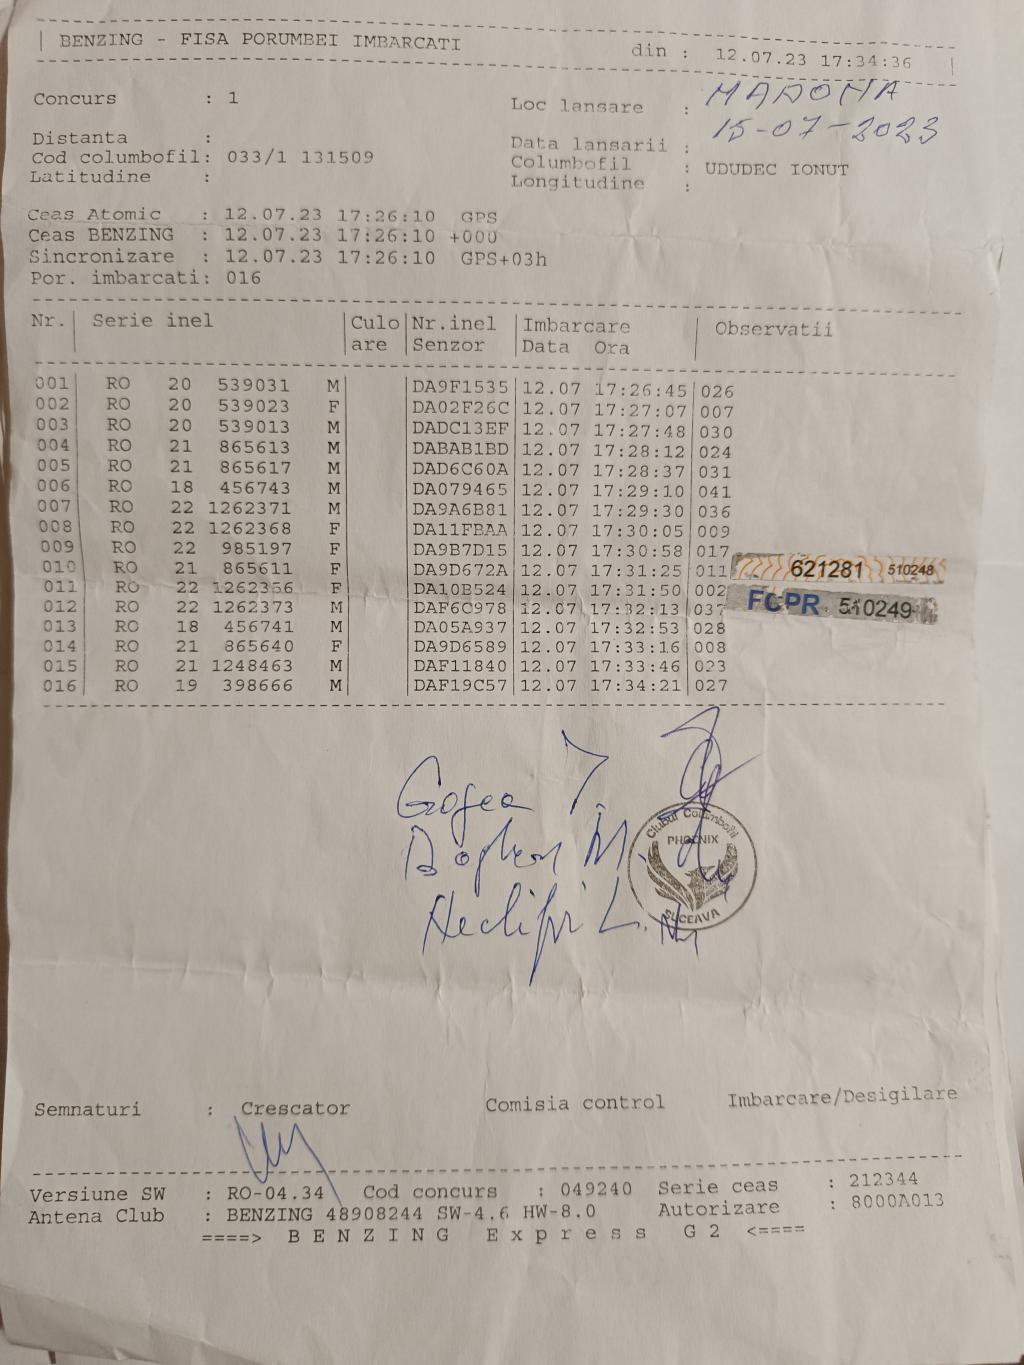 BENZING - FISA PORUMBEI IMBARCATI din : 12.07.23 17:34:36
Concurs : 1 Loc lansare : MADONA
Distanta : Data lansarii : 15-07-2023
Cod columbofil: 033/1 131509 Columbofil : UDUDEC IONUT
Latitudine : Longitudine :
Ceas Atomic : 12.07.23 17:26:10 GPS
Ceas BENZING : 12.07.23 17:26:10 +000
Sincronizare : 12.07.23 17:26:10 GPS+03h
Por. imbarcati: 016
Nr. Serie inel Culo Nr.inel Imbarcare Observatii
are Senzor Data Ora
001 RO 20 539031 M DA9F1535 12.07 17:26:45 026
002 RO 20 539023 F DA02F26C 12.07 17:27:07 007
003 RO 20 539013 M DADC13EF 12.07 17:27:48 030
004 RO 21 865613 M DABAB1BD 12.07 17:28:12 024
005 RO 21 865617 M DAD6C60A 12.07 17:28:37 031
006 RO 18 456743 M DA079465 12.07 17:29:10 041
007 RO 22 1262371 M DA9A6B81 12.07 17:29:30 036
008 RO 22 1262368 F DA11FBAA 12.07 17:30:05 009
009 RO 22 985197 F DA9B7D15 12.07 17:30:58 017
010 RO 21 865611 F DA9D672A 12.07 17:31:25 011 621281 510248
011 RO 22 1262356 F DA10B524 12.07 17:31:50 002
012 RO 22 1262373 M DAF6C978 12.07 17:32:13 037 FCPR 510249
013 RO 18 456741 M DA05A937 12.07 17:32:53 028
014 RO 21 865640 F DA9D6589 12.07 17:33:16 008
015 RO 21 1248463 M DAF11840 12.07 17:33:46 023
016 RO 19 398666 M DAF19C57 12.07 17:34:21 027
Gogea T.
Clubul Columbofil
PHOENIX
SUCEAVA
Semnaturi : Crescator Comisia control Imbarcare/Desigilare
Versiune SW : RO-04.34 Cod concurs : 049240 Serie ceas : 212344
Antena Club : BENZING 48908244 SW-4.6 HW-8.0 Autorizare : 8000A013
====> BENZING Express G2 <====